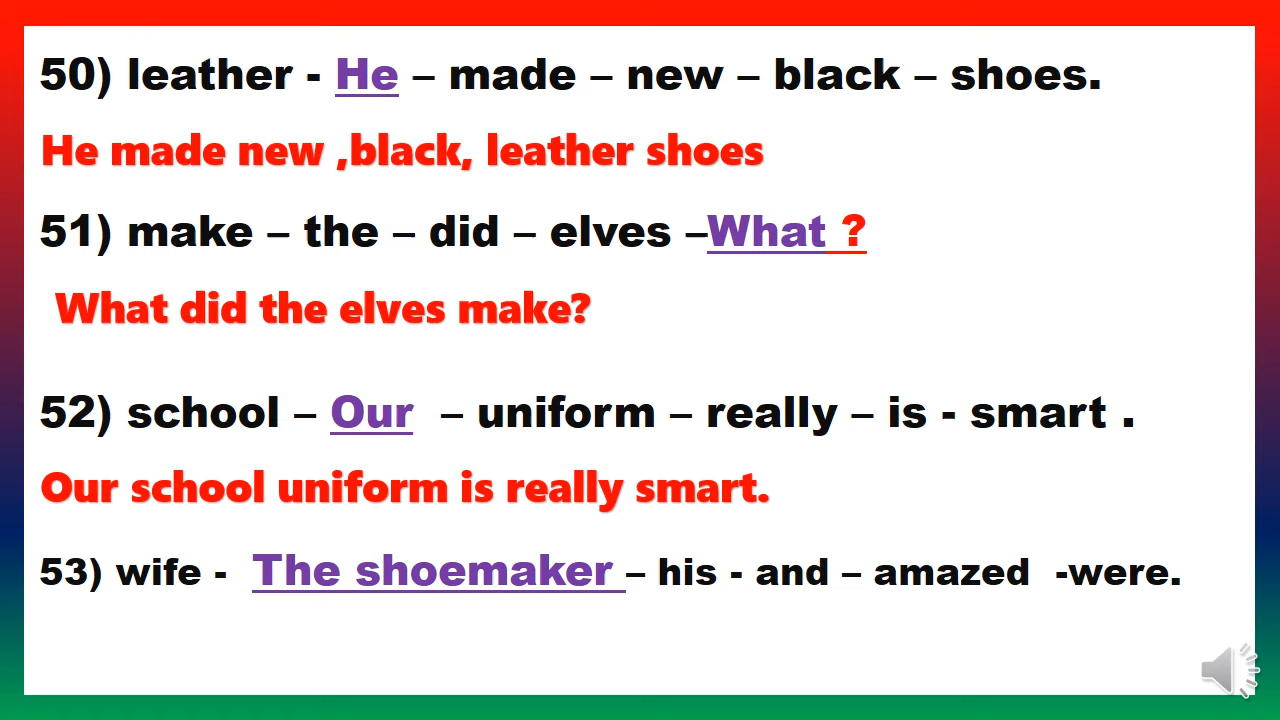 50) leather - He – made – new – black – shoes.
He made new ,black, leather shoes
51) make – the – did – elves –What ?
What did the elves make?
52) school – Our – uniform – really – is - smart .
Our school uniform is really smart.
53) wife - The shoemaker – his - and – amazed -were.